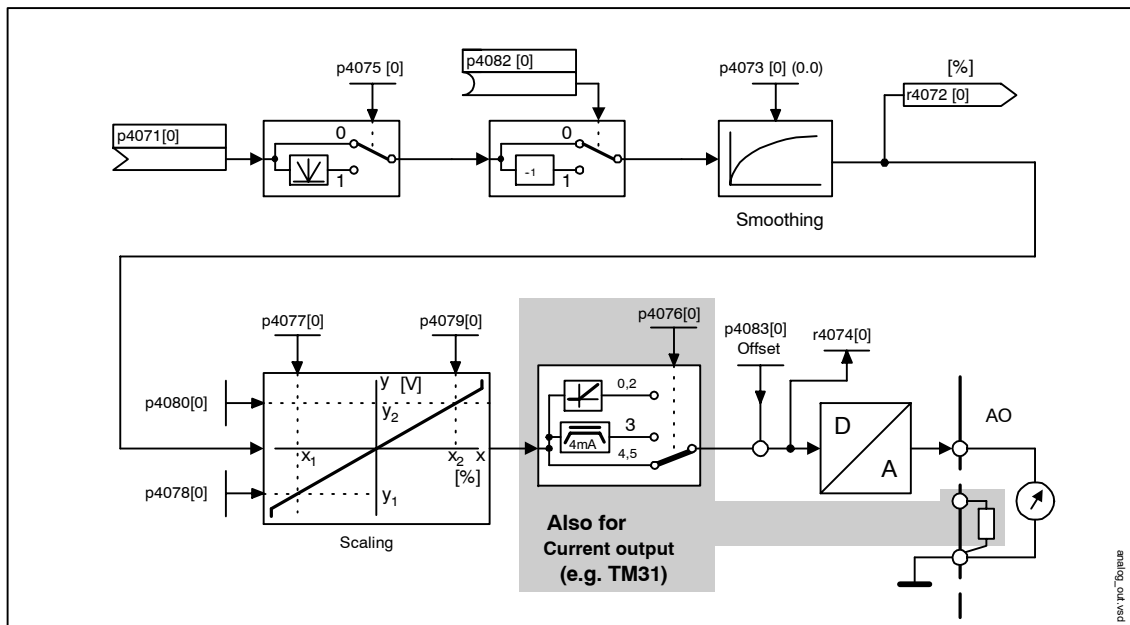 p4075 [0]
p4082 [0]
p4073 [0] (0.0)
[%]
r4072 [0]
p4071[0]
0
1
0
-1
1
Smoothing
p4077[0]
p4079[0]
p4076[0]
p4083[0]
Offset
r4074[0]
p4080[0]
y [V]
y2
x1
x2 x
[%]
y1
p4078[0]
Scaling
0,2
3
4mA
4,5
D
A
AO
Also for
Current output
(e.g. TM31)
analog_out.vsd